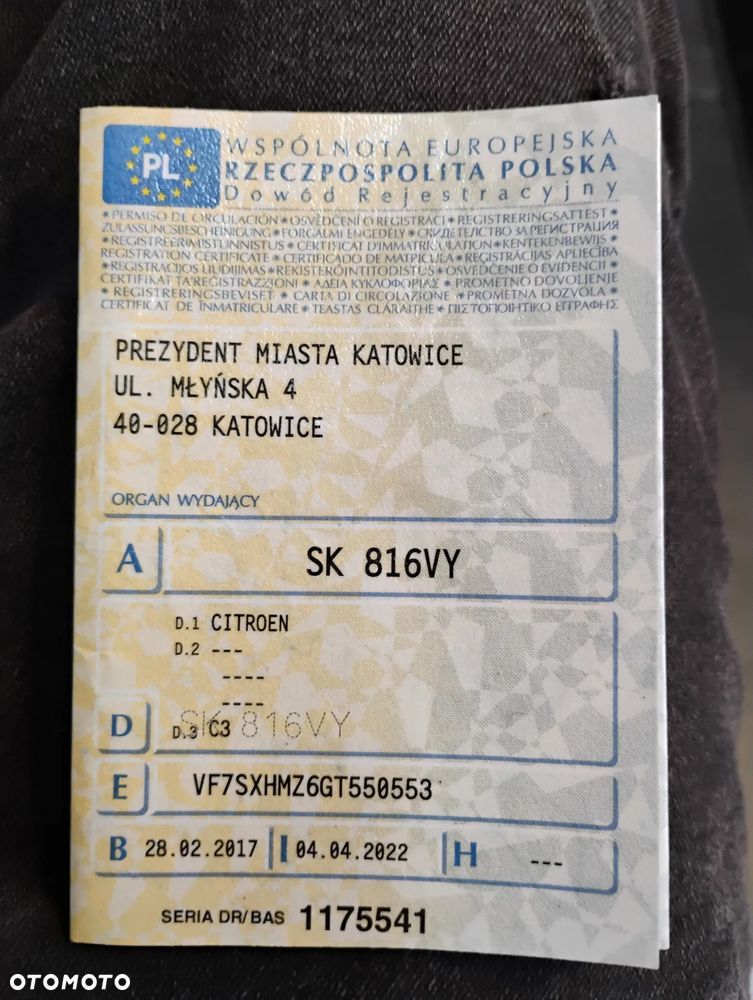 PL
WSPÓLNOTA EUROPEJSKA
RZECZPOSPOLITA POLSKA
Dowód Rejestracyjny
* PERMISO DE CIRCULACIÓN * OSVĚDČENÍ O REGISTRACI * REGISTRERINGSATTEST *
ZULASSUNGSBESCHEINIGUNG * FORGALMI ENGEDÉLY * СВИДЕТЕЛСТВО ЗА РЕГИСТРАЦИЯ
* REGISTREERIMISTUNNISTUS * CERTIFICAT D'IMMATRICULATION * KENTEKENBEWIJS *
REGISTRATION CERTIFICATE * CERTIFICADO DE MATRÍCULA * REĢISTRĀCIJAS APLIECĪBA
* REGISTRACIJOS LIUDIJIMAS * REKISTERÖINTITODISTUS * OSVEDČENIE O EVIDENCII *
ĊERTIFIKAT TA' REĠISTRAZZJONI * ΑΔΕΙΑ ΚΥΚΛΟΦΟΡΙΑΣ * PROMETNO DOVOLJENJE
* REGISTRERINGSBEVISET * CARTA DI CIRCOLAZIONE * PROMETNA DOZVOLA *
CERTIFICAT DE ÎNMATRICULARE * TEASTAS CLÁRAITHE * ΠΙΣΤΟΠΟΙΗΤΙΚΟ ΕΓΓΡΑΦΗΣ
PREZYDENT MIASTA KATOWICE
UL. MŁYŃSKA 4
40-028 KATOWICE
ORGAN WYDAJĄCY
A SK 816VY
D.1 CITROEN
D.2 ---
----
----
SK 816VY
D D.3 C3
E VF7SXHMZ6GT550553
B 28.02.2017 I 04.04.2022 H ---
SERIA DR/BAS 1175541
OTOMOTO